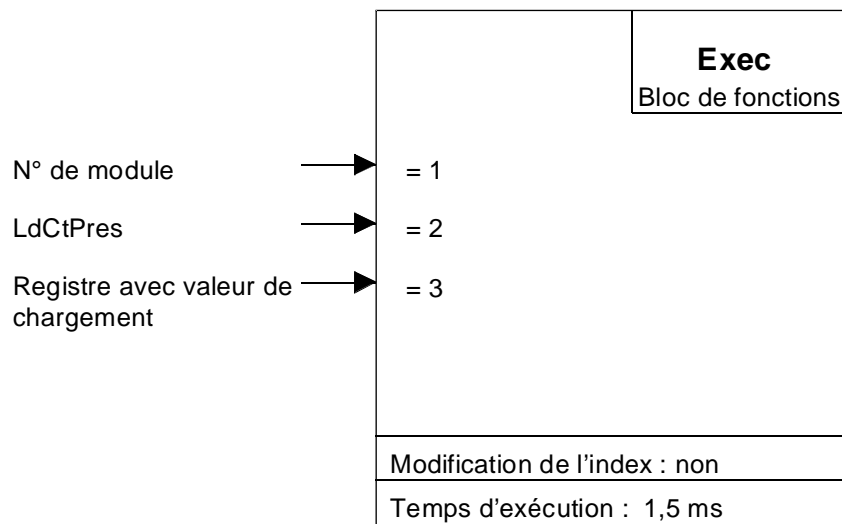 Exec
Bloc de fonctions
N° de module = 1
LdCtPres = 2
Registre avec valeur de = 3
chargement
Modification de l'index : non
Temps d'exécution : 1,5 ms